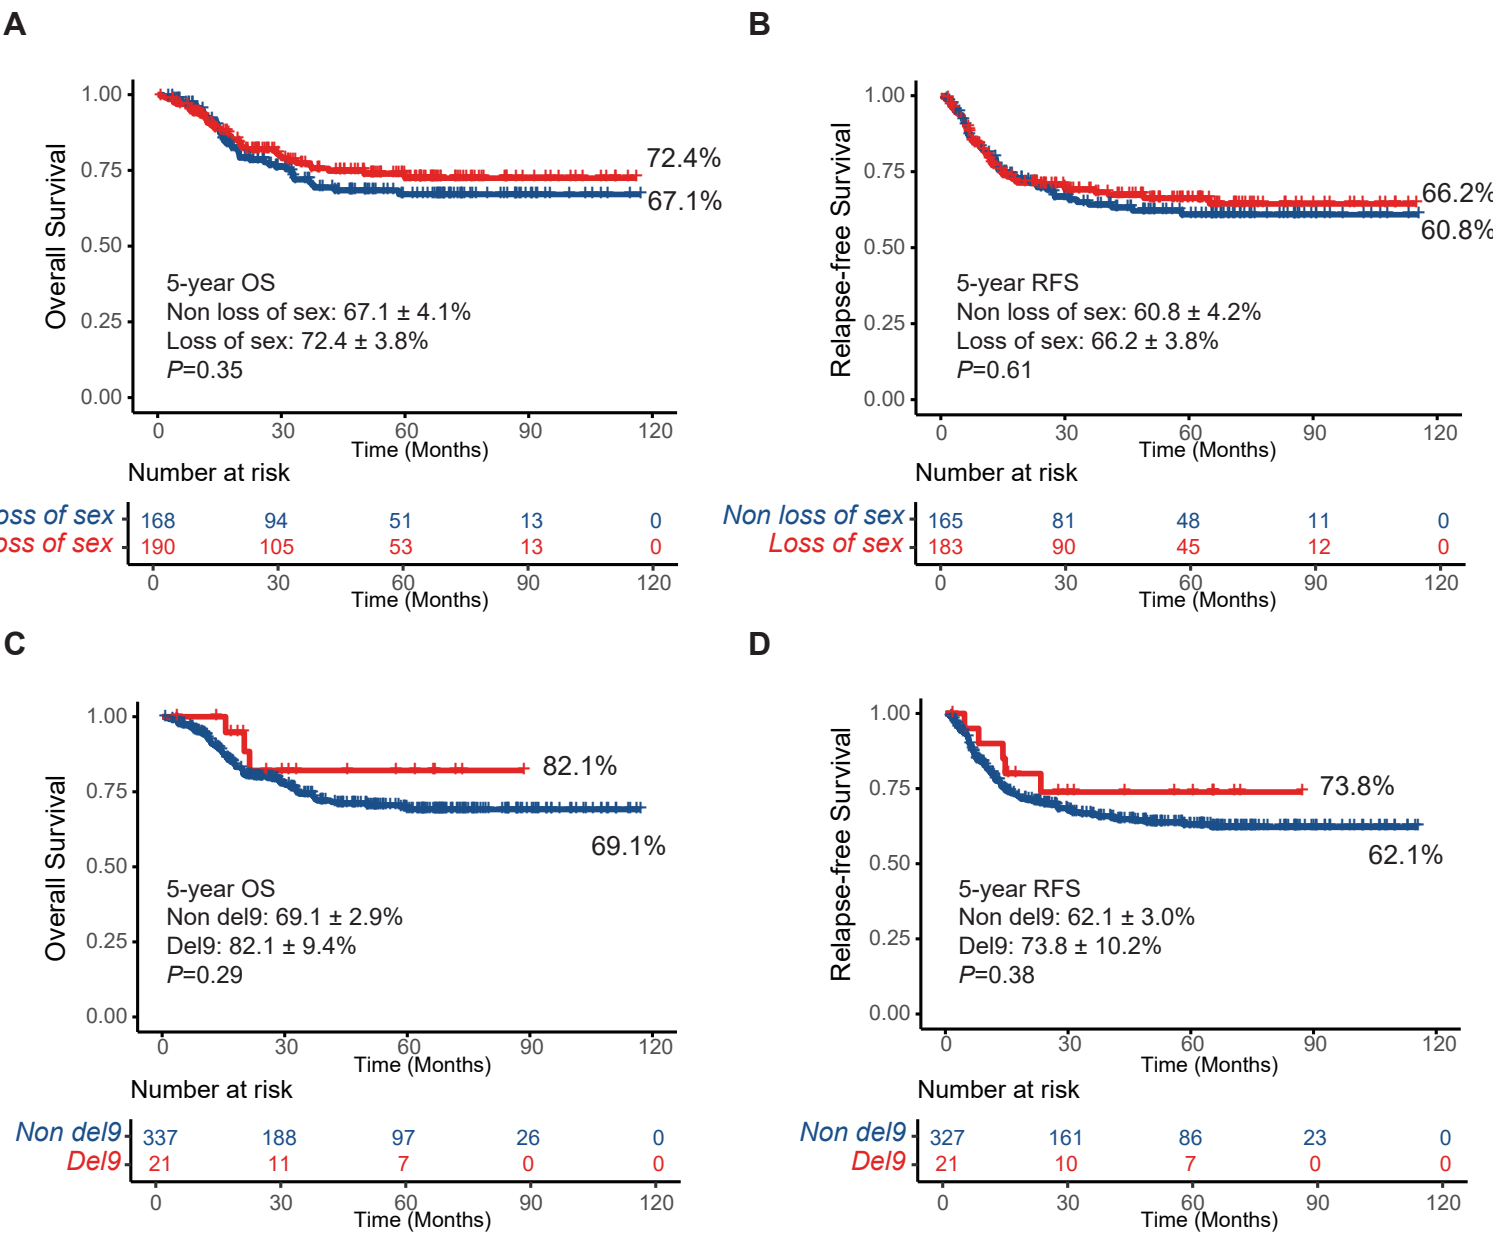 A
Overall Survival
1.00
0.75
0.50
0.25
0.00
72.4%
67.1%
5-year OS
Non loss of sex: 67.1 ± 4.1%
Loss of sex: 72.4 ± 3.8%
P=0.35
0 30 60 90 120
Time (Months)
Number at risk
oss of sex 168 94 51 13 0
oss of sex 190 105 53 13 0
0 30 60 90 120
Time (Months)
B
Relapse-free Survival
1.00
0.75
0.50
0.25
0.00
66.2%
60.8%
5-year RFS
Non loss of sex: 60.8 ± 4.2%
Loss of sex: 66.2 ± 3.8%
P=0.61
0 30 60 90 120
Time (Months)
Number at risk
Non loss of sex 165 81 48 11 0
Loss of sex 183 90 45 12 0
0 30 60 90 120
Time (Months)
C
Overall Survival
1.00
0.75
0.50
0.25
0.00
82.1%
69.1%
5-year OS
Non del9: 69.1 ± 2.9%
Del9: 82.1 ± 9.4%
P=0.29
0 30 60 90 120
Time (Months)
Number at risk
Non del9 337 188 97 26 0
Del9 21 11 7 0 0
0 30 60 90 120
Time (Months)
D
Relapse-free Survival
1.00
0.75
0.50
0.25
0.00
73.8%
62.1%
5-year RFS
Non del9: 62.1 ± 3.0%
Del9: 73.8 ± 10.2%
P=0.38
0 30 60 90 120
Time (Months)
Number at risk
Non del9 327 161 86 23 0
Del9 21 10 7 0 0
0 30 60 90 120
Time (Months)